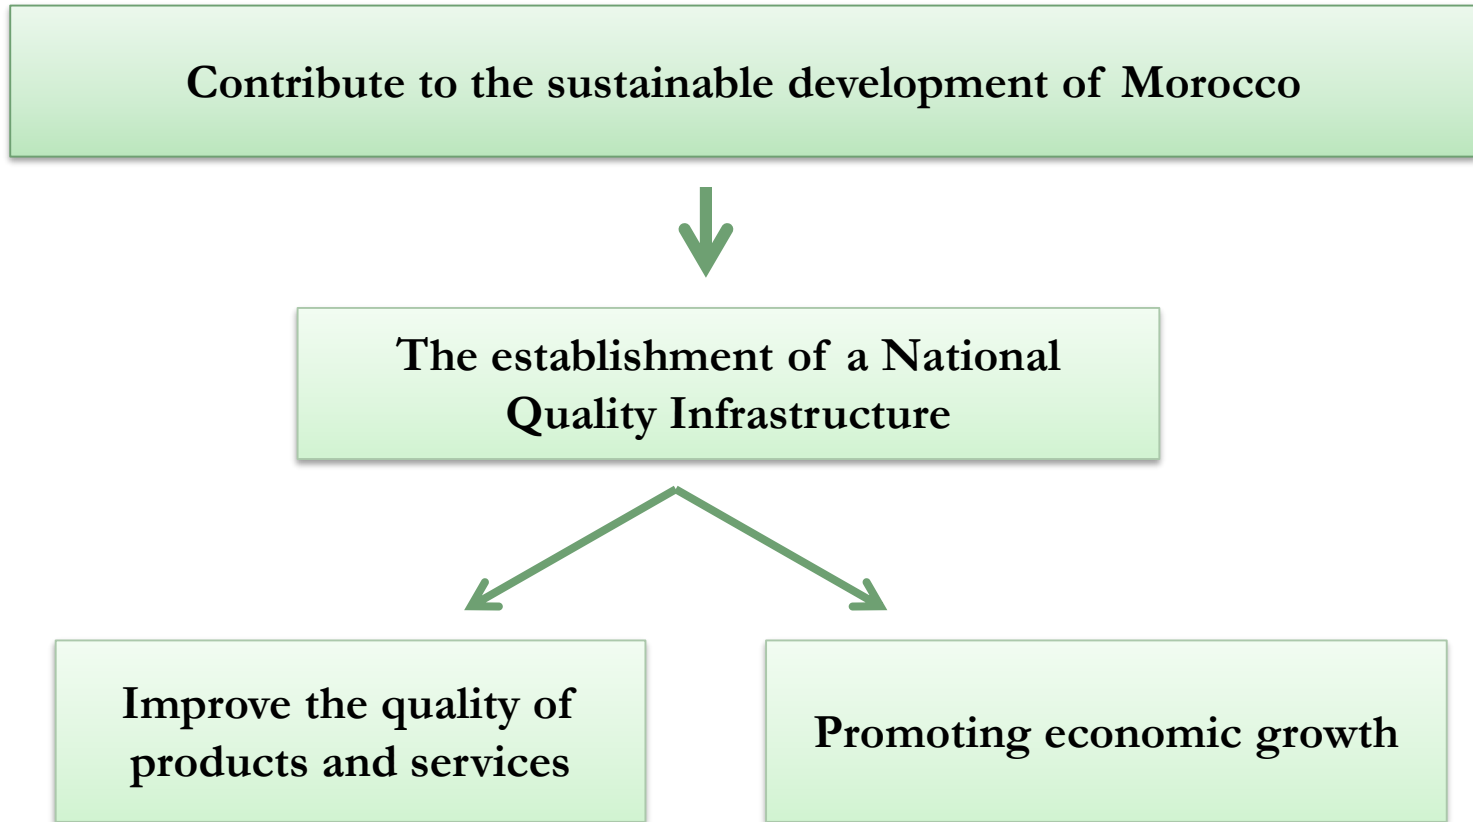 Contribute to the sustainable development of Morocco
The establishment of a National
Quality Infrastructure
Improve the quality of
products and services
Promoting economic growth